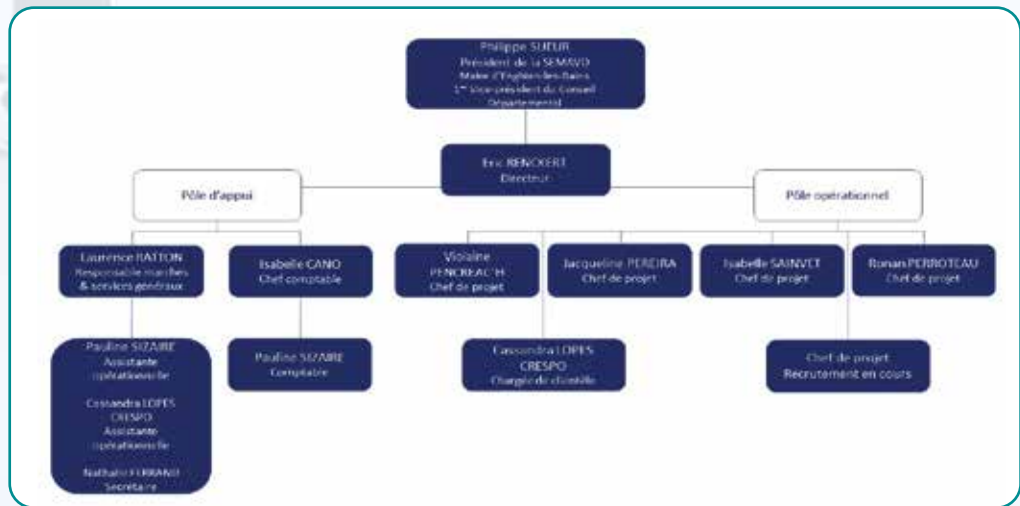 Philippe SUEUR
Président de la SEMAVO
Maire d'Enghien-les-Bains
1er Vice-président du Conseil
Départemental
Eric RENCKERT
Directeur
Pôle d'appui
Pôle opérationnel
Laurence RATTON
Responsable marchés
& services généraux
Isabelle CANO
Chef comptable
Violaine
PENCREAC'H
Chef de projet
Jacqueline PEREIRA
Chef de projet
Isabelle SAINVET
Chef de projet
Ronan PERROTEAU
Chef de projet
Pauline SIZAIRE
Assistante
opérationnelle
Cassandra LOPES
CRESPO
Assistante
opérationnelle
Nathalie FERRAND
Secrétaire
Pauline SIZAIRE
Comptable
Cassandra LOPES
CRESPO
Chargée de clientèle
Chef de projet
Recrutement en cours